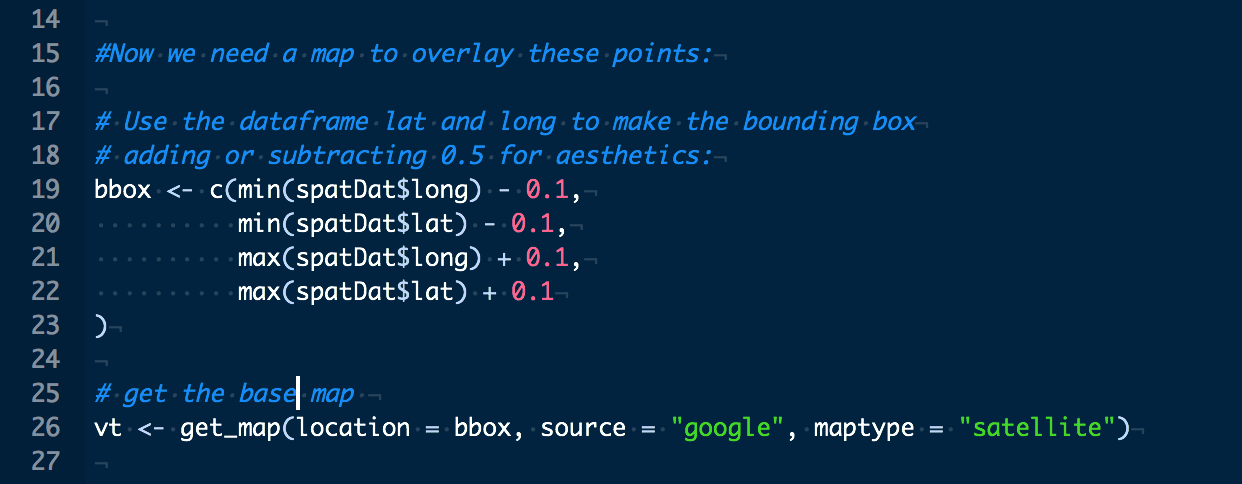 14
15 #Now we need a map to overlay these points:
16
17 # Use the dataframe lat and long to make the bounding box
18 # adding or subtracting 0.5 for aesthetics:
19 bbox <- c(min(spatDat$long) - 0.1,
20           min(spatDat$lat) - 0.1,
21           max(spatDat$long) + 0.1,
22           max(spatDat$lat) + 0.1
23 )
24
25 # get the base map
26 vt <- get_map(location = bbox, source = "google", maptype = "satellite")
27